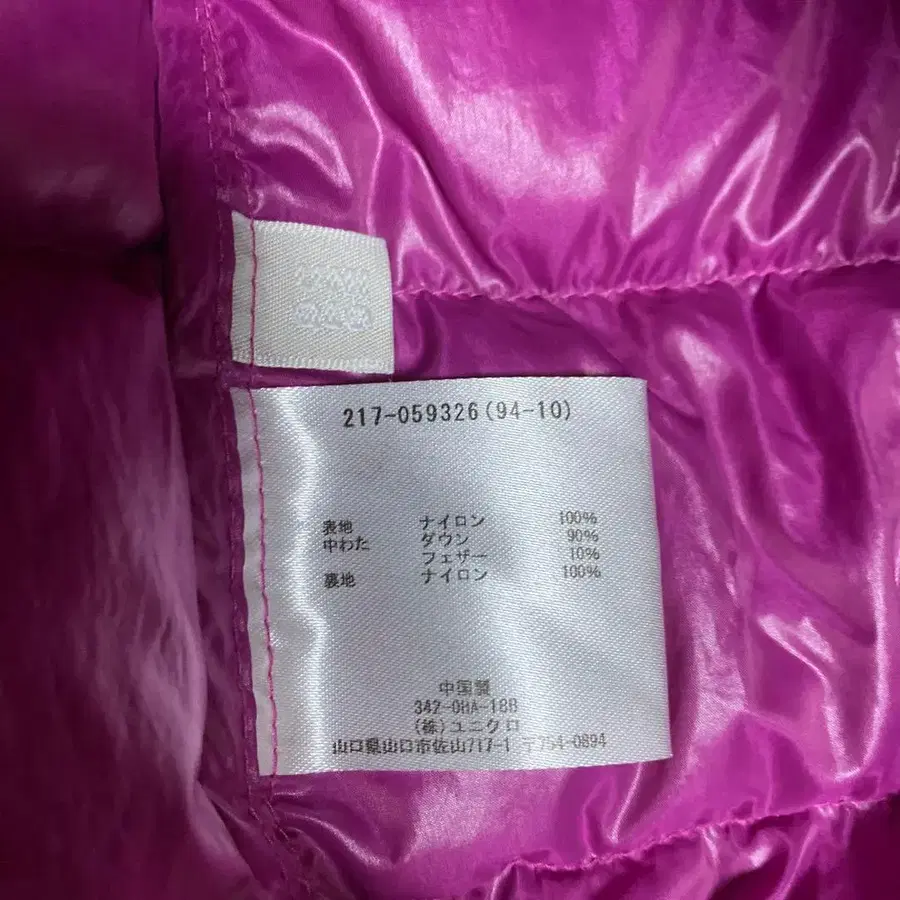 217-059326(94-10)
表地 ナイロン 100%
中わた ダウン 90%
フェザー 10%
裏地 ナイロン 100%
中国製
342-0HA-18B
(株)ユニクロ
山口県山口市佐山717-1 〒754-0894